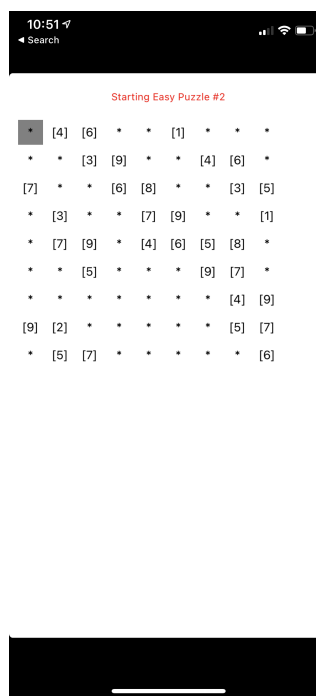 10:51
◀ Search
Starting Easy Puzzle #2
* [4] [6] * * [1] * * *
* * [3] [9] * * [4] [6] *
[7] * * [6] [8] * * [3] [5]
* [3] * * [7] [9] * * [1]
* [7] [9] * [4] [6] [5] [8] *
* * [5] * * * [9] [7] *
* * * * * * * [4] [9]
[9] [2] * * * * * [5] [7]
* [5] [7] * * * * * [6]